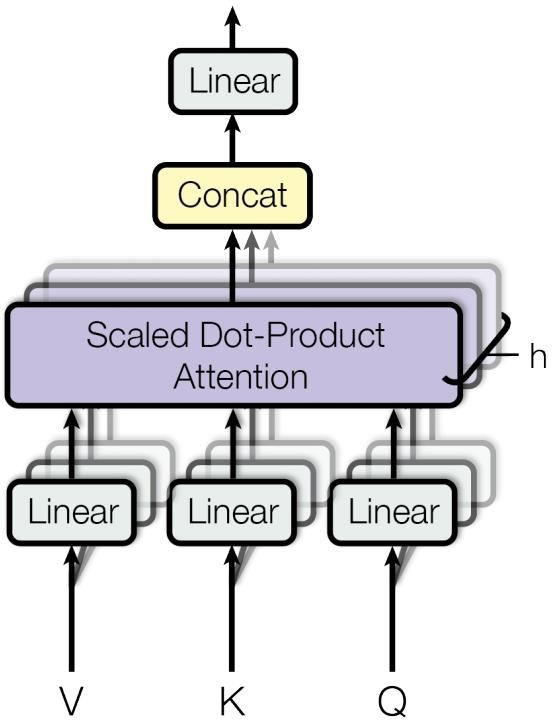 Linear
Concat
Scaled Dot-Product
Attention
h
Linear
Linear
Linear
V
K
Q